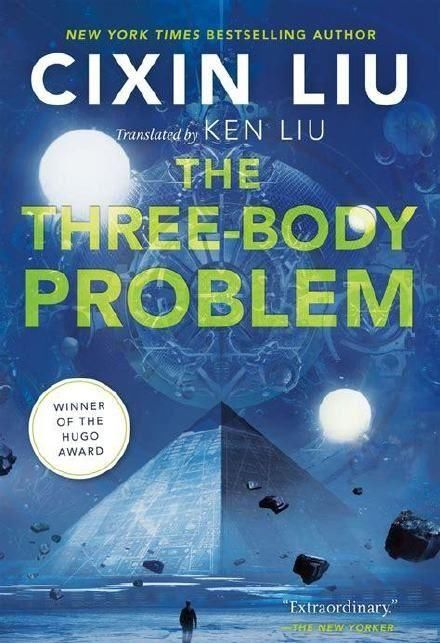 NEW YORK TIMES BESTSELLING AUTHOR
CIXIN LIU
Translated by KEN LIU
THE
THREE-BODY
PROBLEM
WINNER
OF THE
HUGO
AWARD
“Extraordinary.”
—THE NEW YORKER